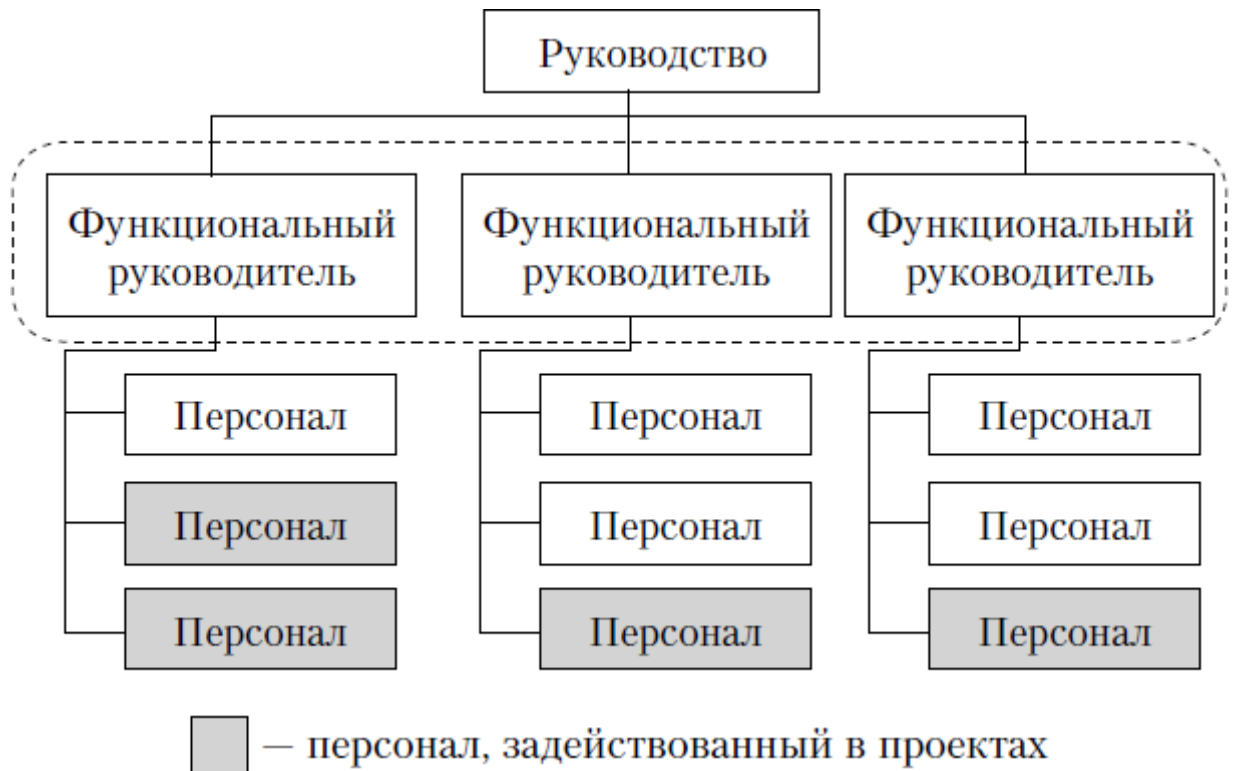 Руководство
Функциональный
руководитель
Функциональный
руководитель
Функциональный
руководитель
Персонал
Персонал
Персонал
Персонал
Персонал
Персонал
Персонал
Персонал
Персонал
— персонал, задействованный в проектах